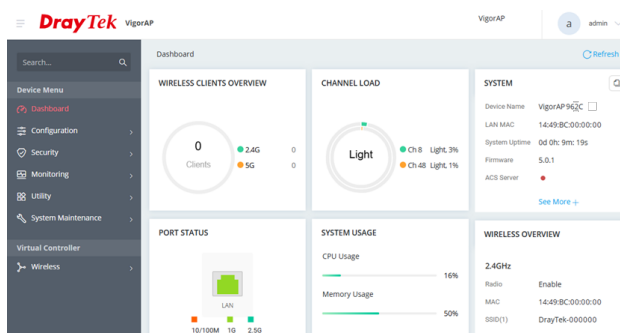 DrayTek VigorAP
VigorAP
a admin
Search...
Dashboard
Refresh
Device Menu
Dashboard
Configuration
Security
Monitoring
Utility
System Maintenance
Virtual Controller
Wireless
WIRELESS CLIENTS OVERVIEW
0
Clients
2.4G 0
5G 0
CHANNEL LOAD
Light
Ch 8 Light, 3%
Ch 48 Light, 1%
SYSTEM
Device Name VigorAP 962C
LAN MAC 14:49:BC:00:00:00
System Uptime 0d 0h: 9m: 19s
Firmware 5.0.1
ACS Server
See More +
PORT STATUS
LAN
10/100M 1G 2.5G
SYSTEM USAGE
CPU Usage
16%
Memory Usage
50%
WIRELESS OVERVIEW
2.4GHz
Radio Enable
MAC 14:49:BC:00:00:00
SSID(1) DrayTek-000000